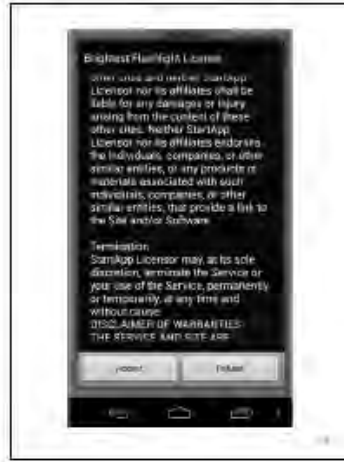 Brightest Flashlight License
other sites and neither StartApp
Licensor nor its affiliates shall be
liable for any damages or injury
arising from the content of these
other sites. Neither StartApp
Licensor nor its affiliates endorse
the individuals, companies, or other
similar entities, or any products or
materials associated with such
individuals, companies, or other
similar entities, that provide a link to
the Site and/or Software.
Termination
StartApp Licensor may, at its sole
discretion, terminate the Service or
your use of the Service, permanently
or temporarily, at any time and
without cause.
DISCLAIMER OF WARRANTIES
THE SERVICE AND SITE ARE
Accept
Refuse